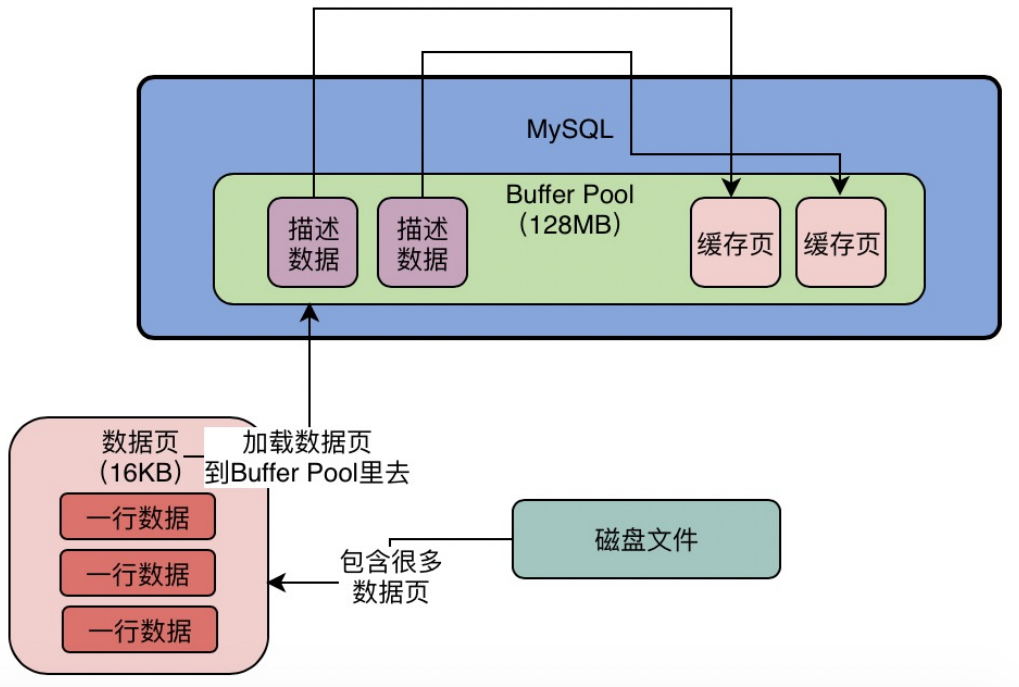 MySQL
Buffer Pool
（128MB）
描述
数据
描述
数据
缓存页
缓存页
数据页
（16KB）
加载数据页
到Buffer Pool里去
一行数据
一行数据
一行数据
包含很多
数据页
磁盘文件